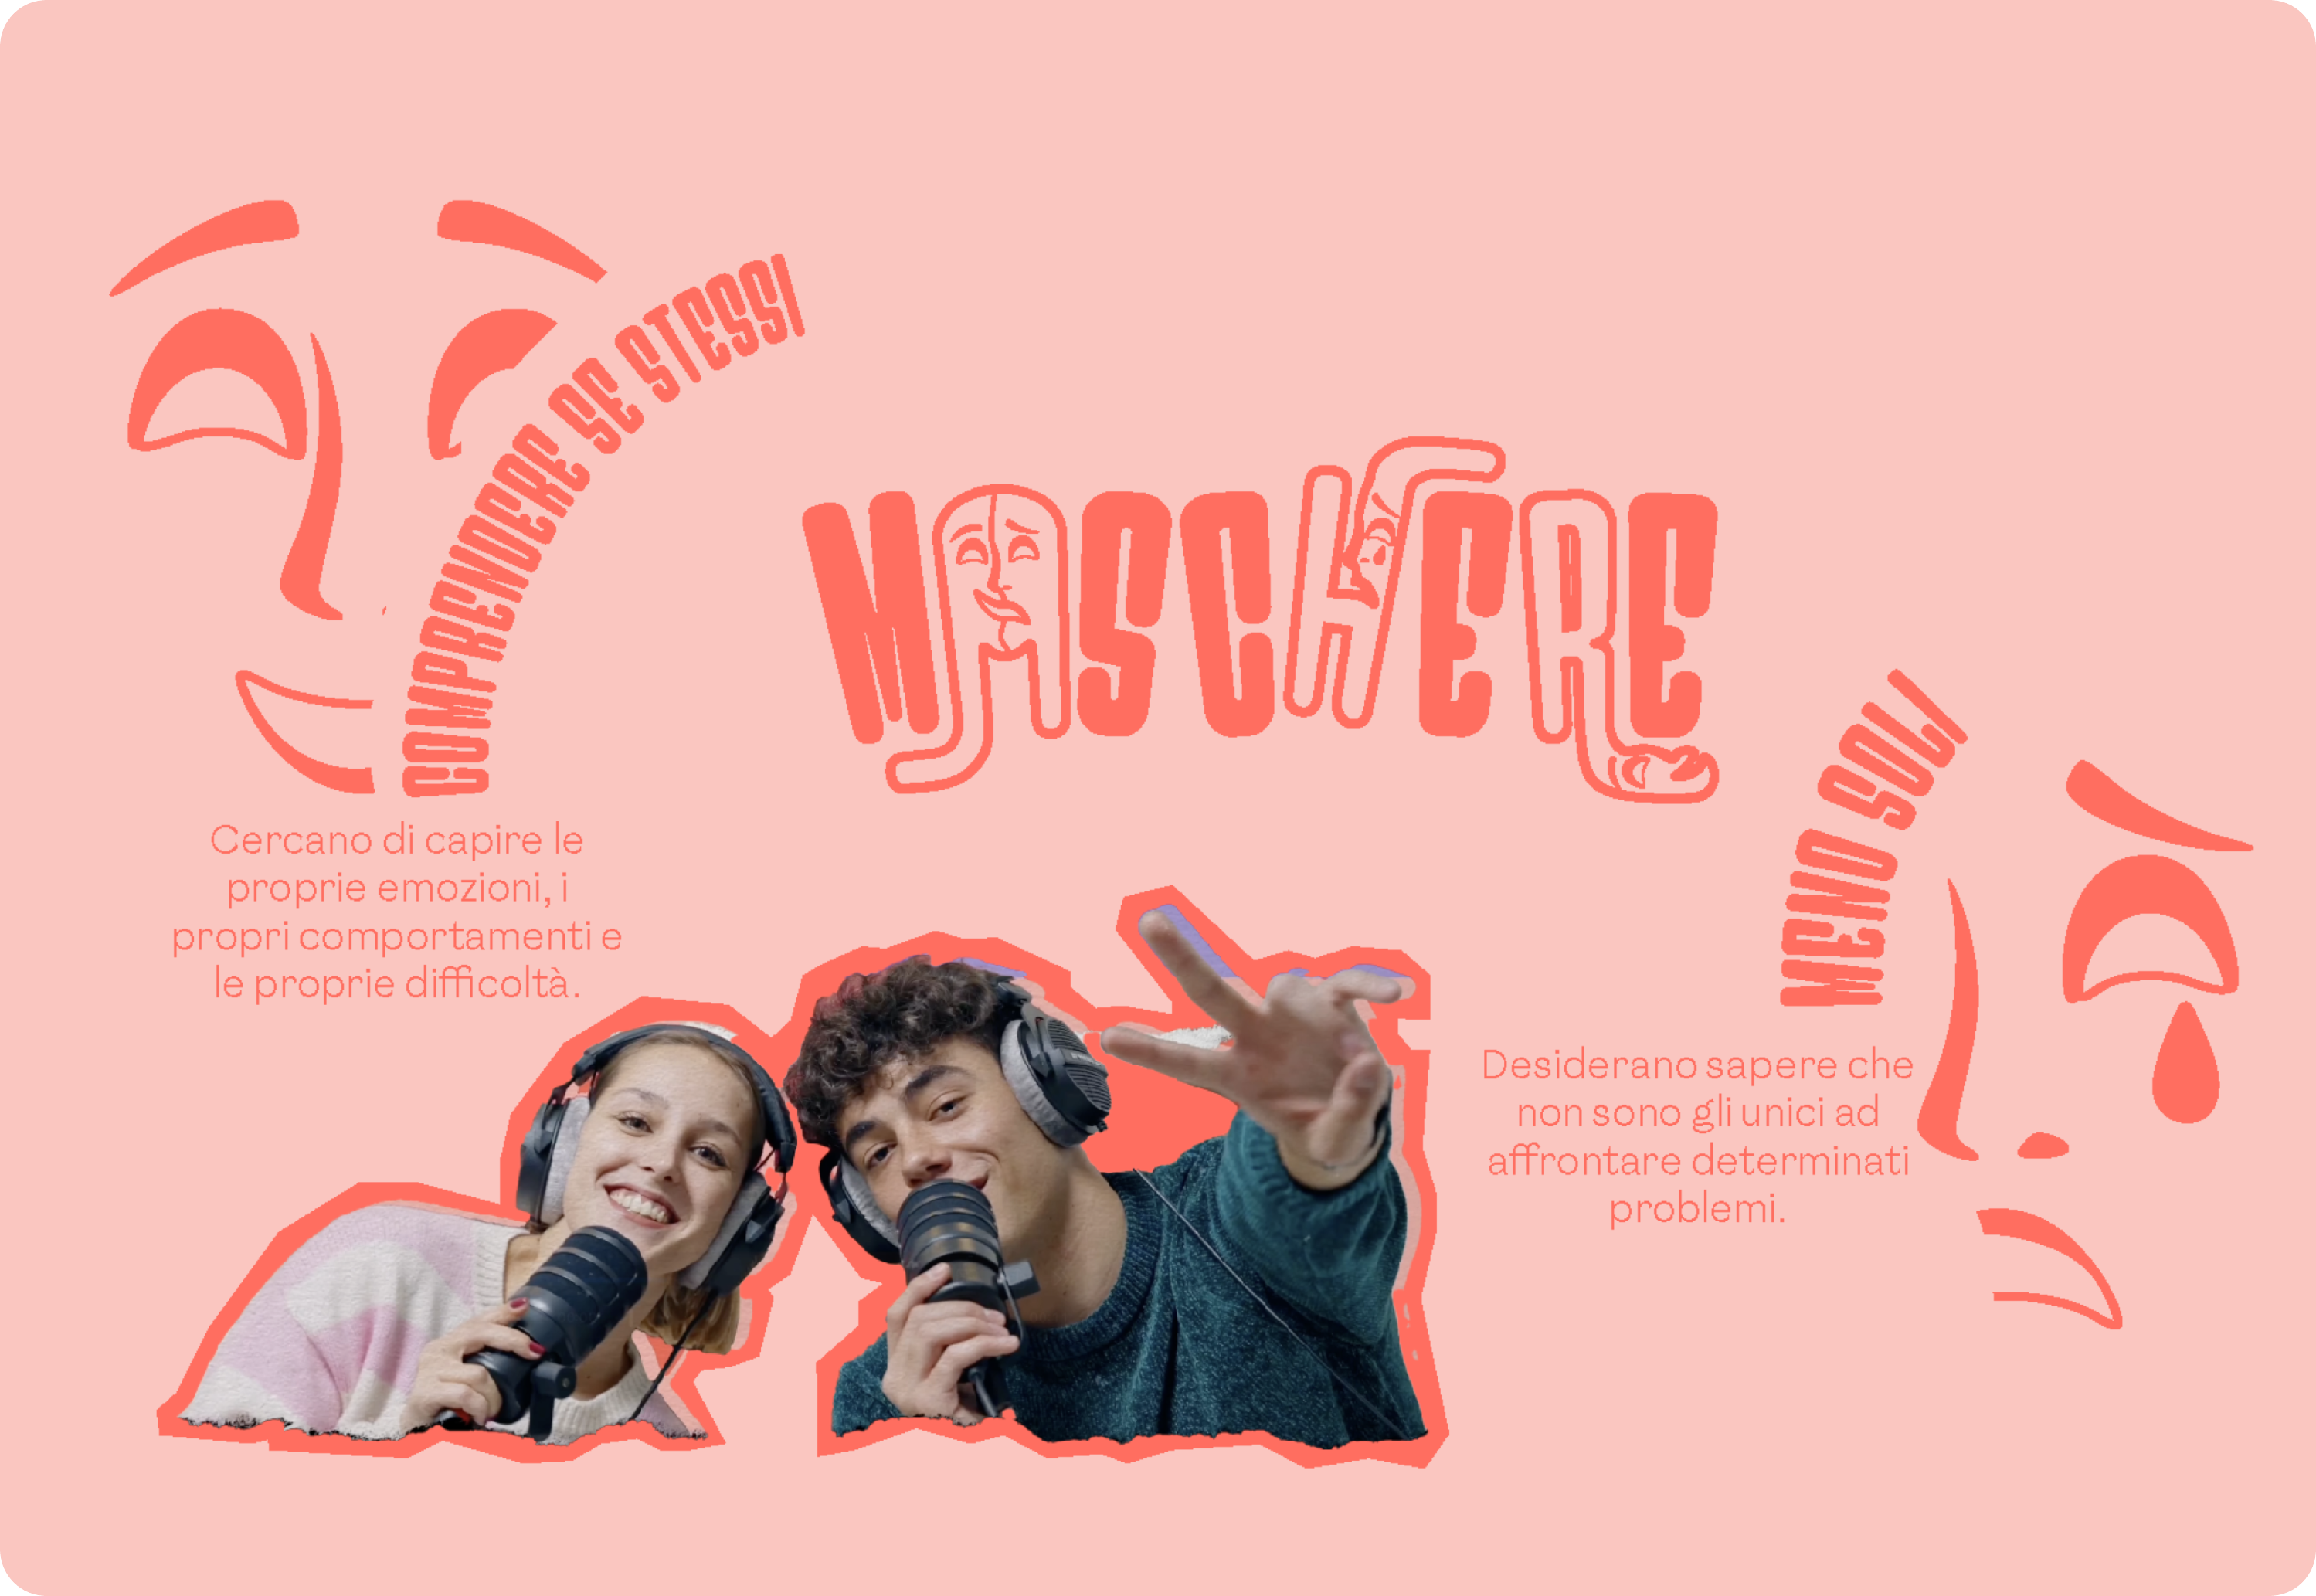 COMPRENDERE SE STESSI
Cercano di capire le
proprie emozioni, i
propri comportamenti e
le proprie difficoltà.
MASCHERE
MENO SOLI
Desiderano sapere che
non sono gli unici ad
affrontare determinati
problemi.